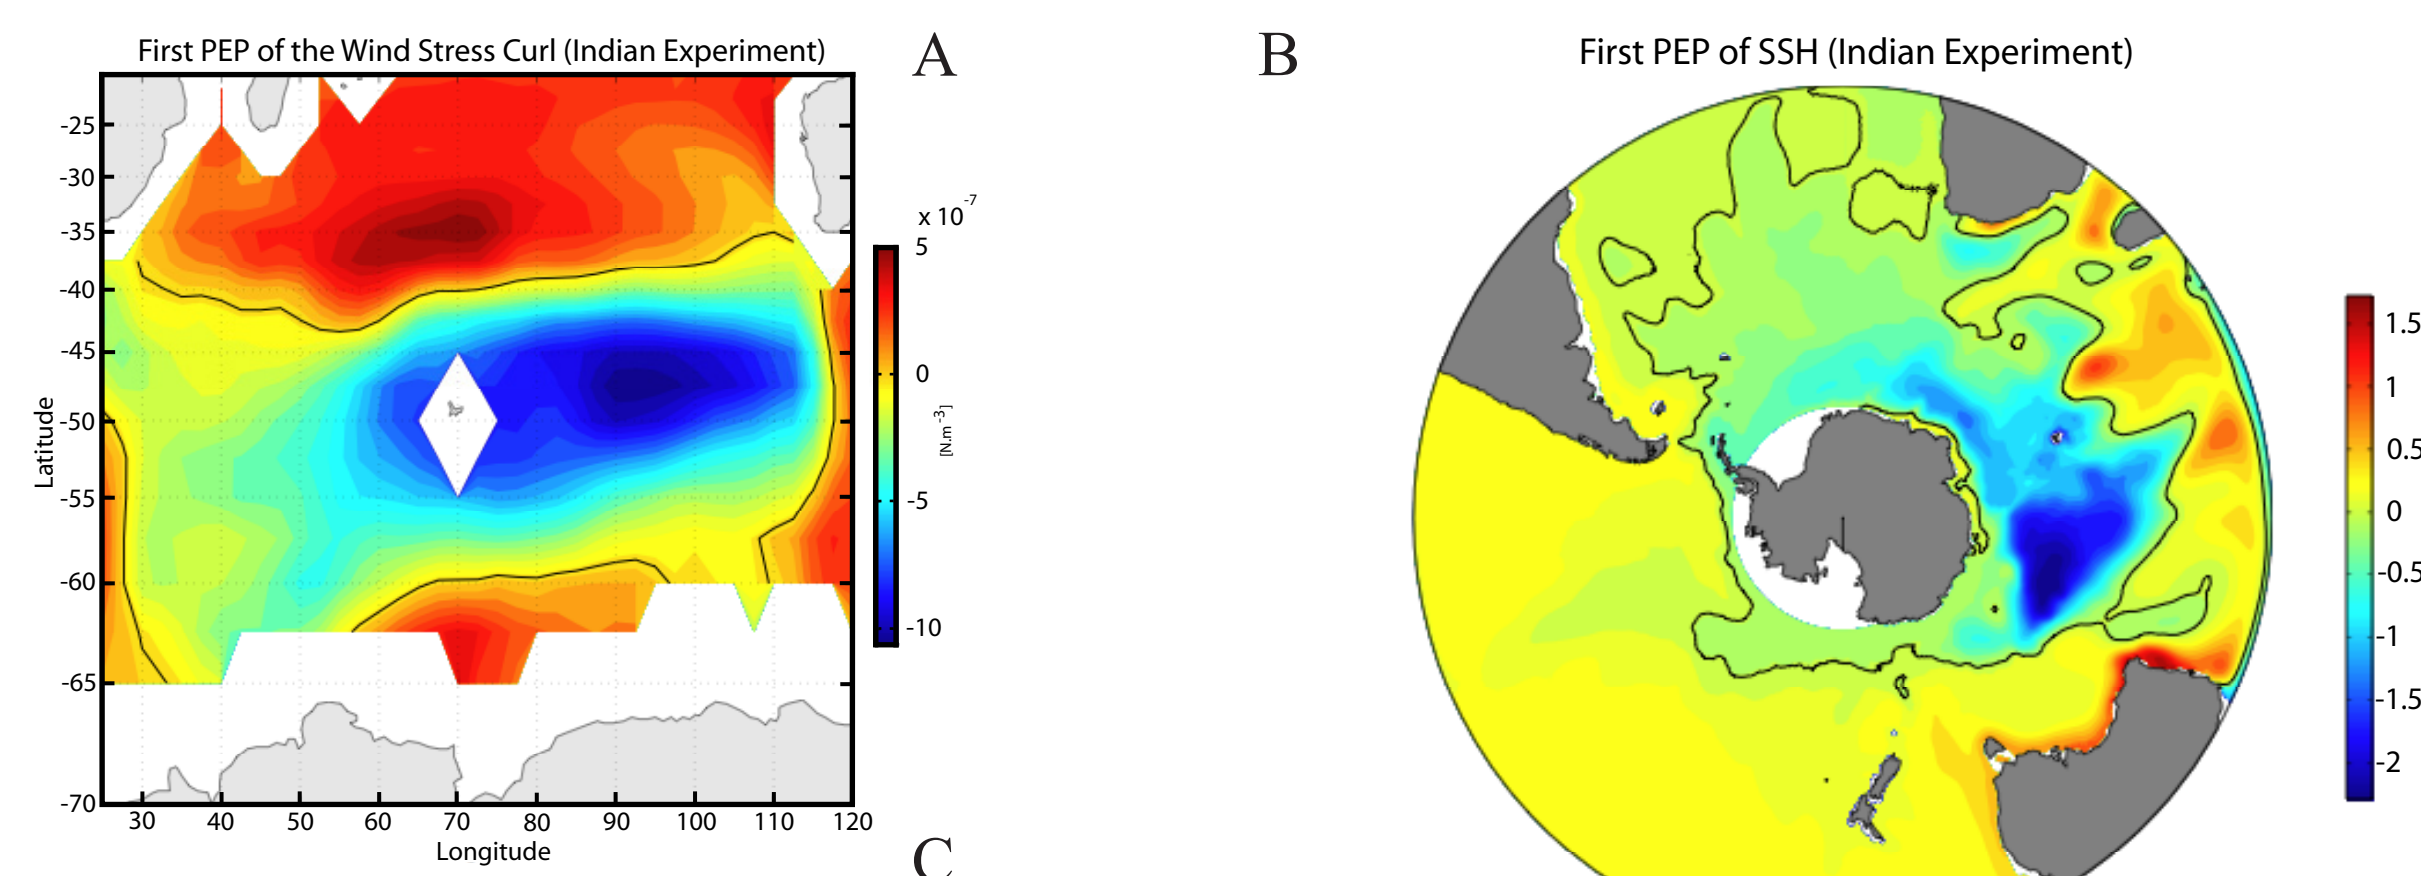 First PEP of the Wind Stress Curl (Indian Experiment)
A
-25
-30
-35
-40
-45
-50
-55
-60
-65
-70
Latitude
30 40 50 60 70 80 90 100 110 120
Longitude
x 10-7
5
0
-5
-10
[N.m-3]
B
First PEP of SSH (Indian Experiment)
1.5
1
0.5
0
-0.5
-1
-1.5
-2
C